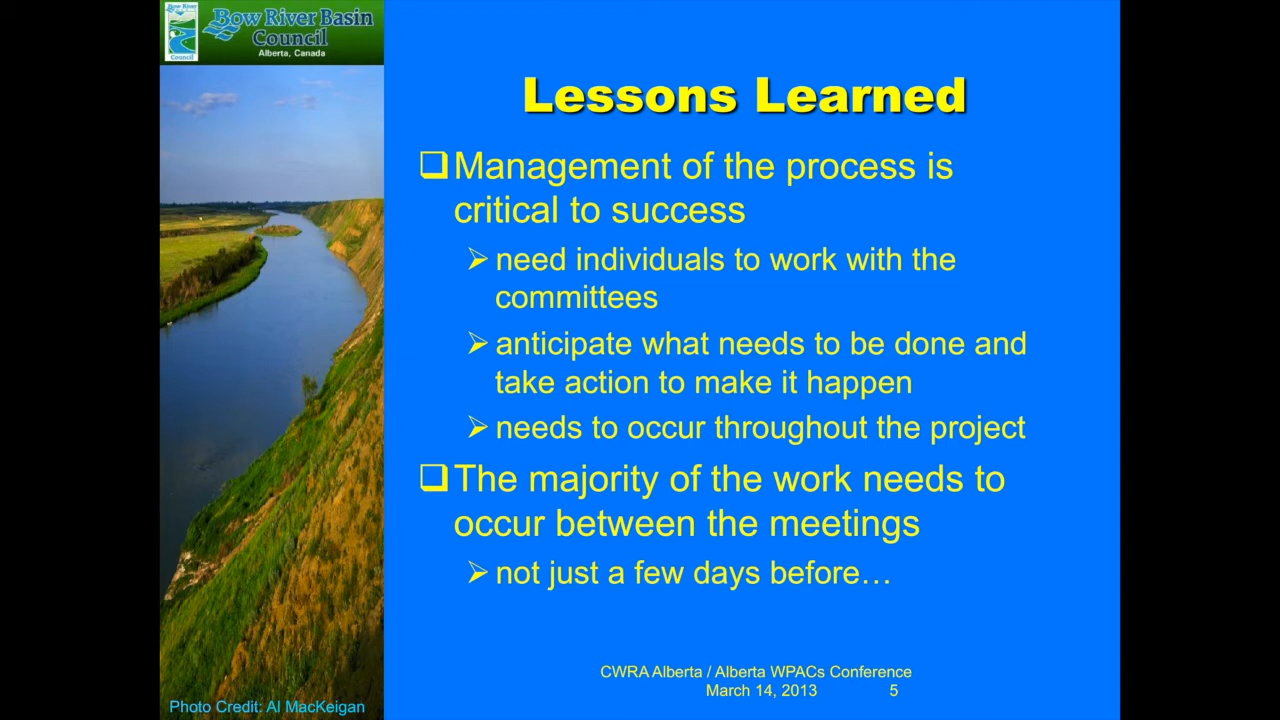 Bow River
Council
Bow River Basin
Council
Alberta, Canada
Lessons Learned
❑Management of the process is
critical to success
➢need individuals to work with the
committees
➢anticipate what needs to be done and
take action to make it happen
➢needs to occur throughout the project
❑The majority of the work needs to
occur between the meetings
➢not just a few days before…
CWRA Alberta / Alberta WPACs Conference
March 14, 2013 5
Photo Credit: Al MacKeigan